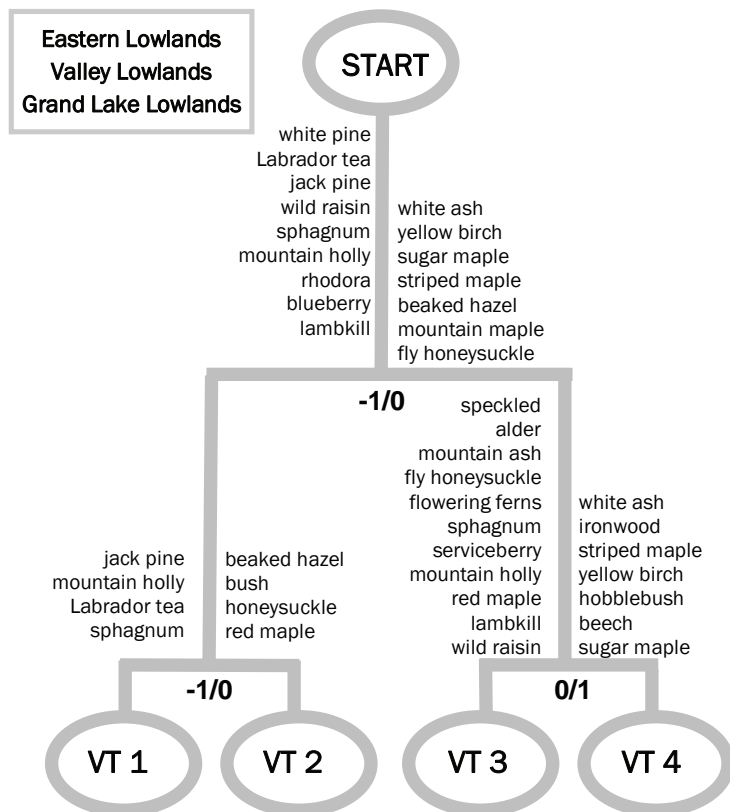 Eastern Lowlands
Valley Lowlands
Grand Lake Lowlands
START
white pine
Labrador tea
jack pine
wild raisin
sphagnum
mountain holly
rhodora
blueberry
lambkill
white ash
yellow birch
sugar maple
striped maple
beaked hazel
mountain maple
fly honeysuckle
-1/0
jack pine
mountain holly
Labrador tea
sphagnum
beaked hazel
bush
honeysuckle
red maple
-1/0
speckled
alder
mountain ash
fly honeysuckle
flowering ferns
sphagnum
serviceberry
mountain holly
red maple
lambkill
wild raisin
white ash
ironwood
striped maple
yellow birch
hobblebush
beech
sugar maple
0/1
VT 1
VT 2
VT 3
VT 4